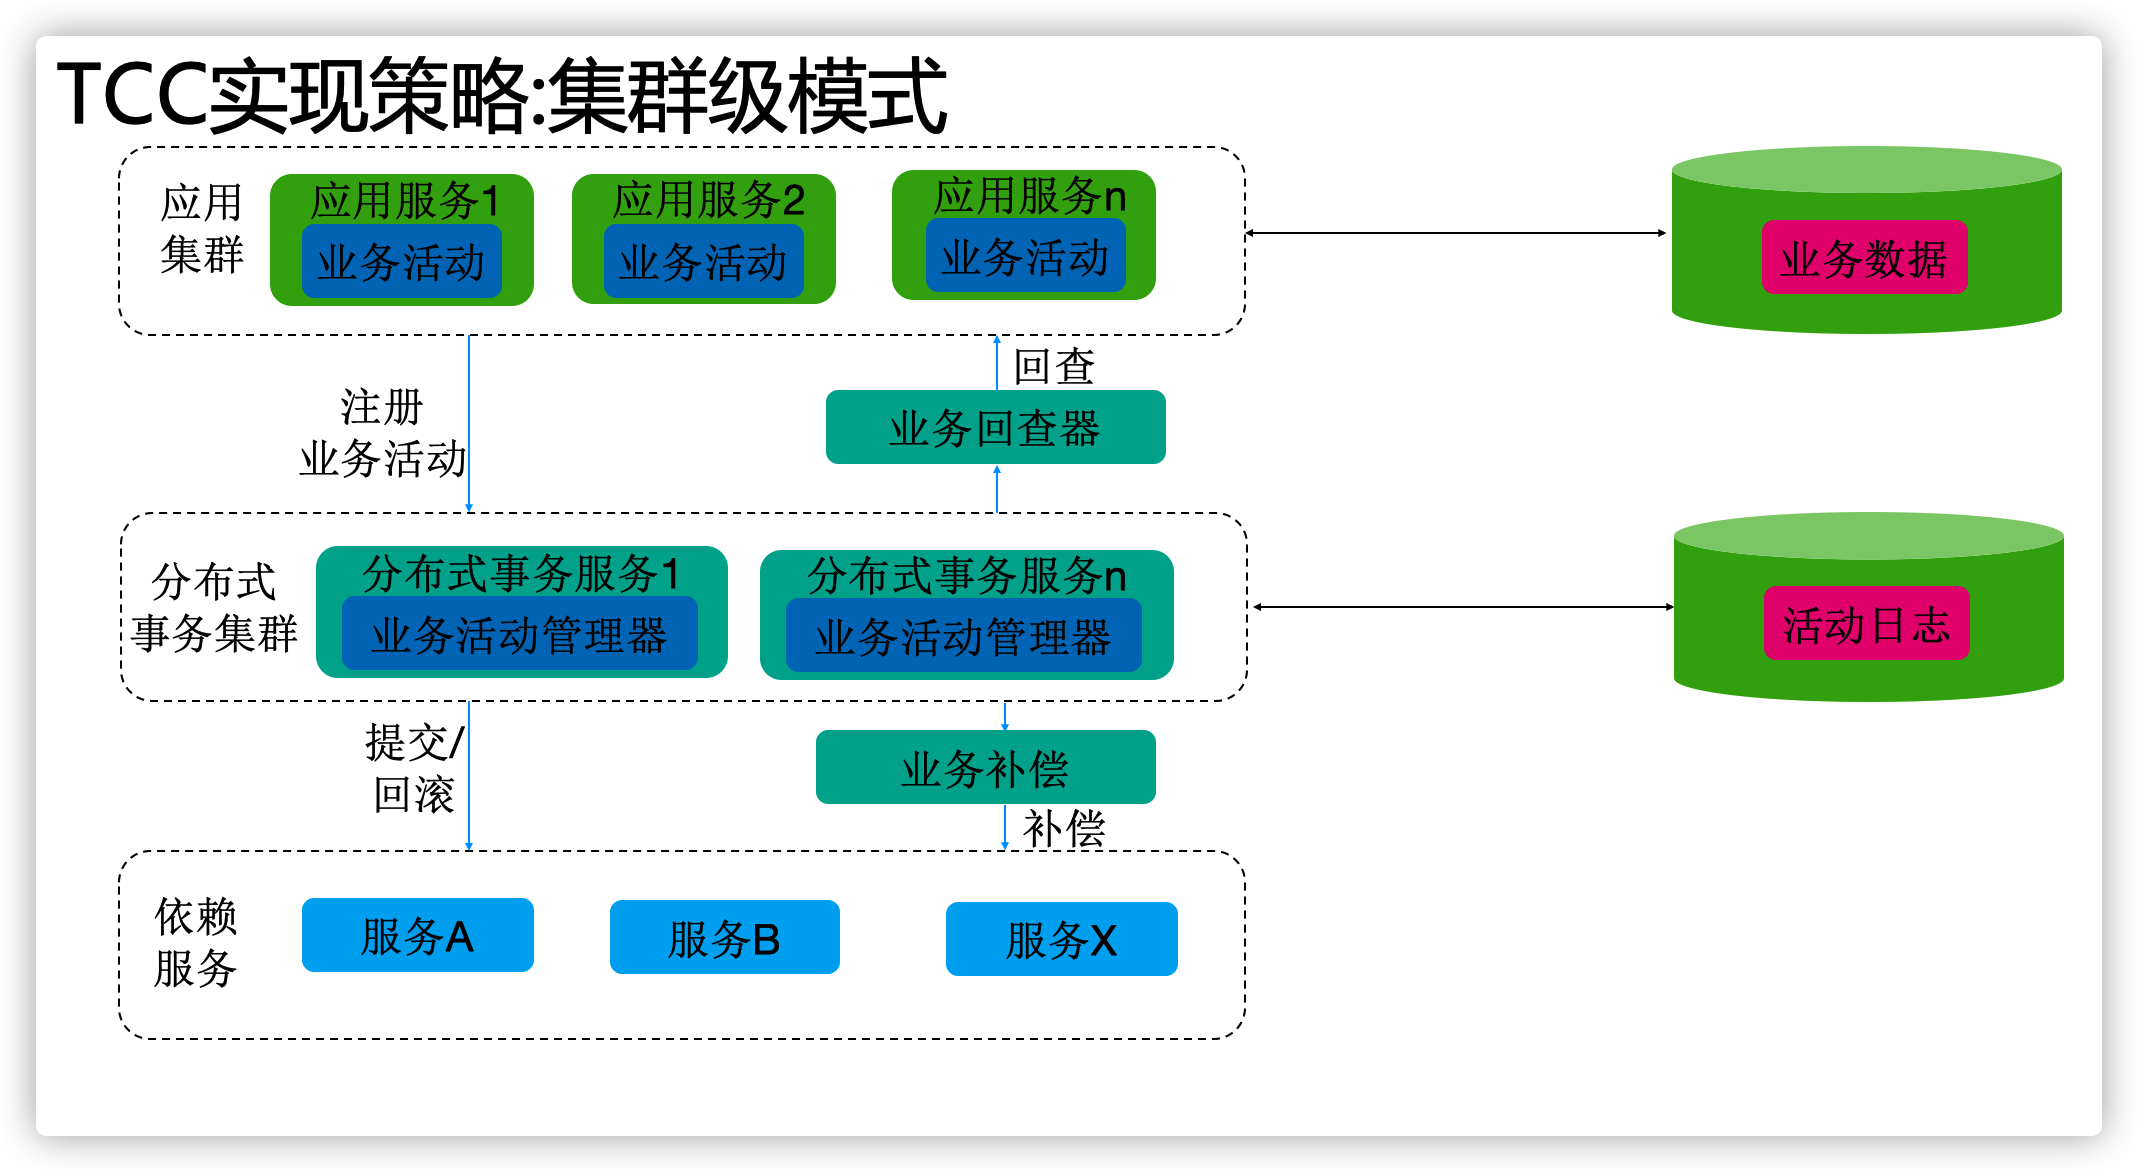 TCC实现策略:集群级模式
应用
集群
应用服务1
业务活动
应用服务2
业务活动
应用服务n
业务活动
业务数据
注册
业务活动
回查
业务回查器
分布式
事务集群
分布式事务服务1
业务活动管理器
分布式事务服务n
业务活动管理器
活动日志
提交/
回滚
业务补偿
补偿
依赖
服务
服务A
服务B
服务X